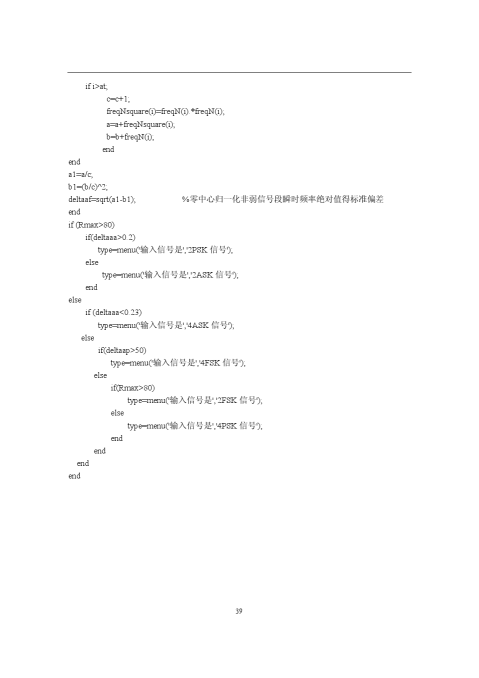 if i>at;
c=c+1;
freqNsquare(i)=freqN(i).*freqN(i);
a=a+freqNsquare(i);
b=b+freqN(i);
end
end
a1=a/c;
b1=(b/c)^2;
deltaaf=sqrt(a1-b1); %零中心归一化非弱信号段瞬时频率绝对值得标准偏差
end
if (Rmax>80)
if(deltaaa>0.2)
type=menu('输入信号是','2PSK 信号');
else
type=menu('输入信号是','2ASK 信号');
end
else
if (deltaaa<0.23)
type=menu('输入信号是','4ASK 信号');
else
if(deltaap>50)
type=menu('输入信号是','4FSK 信号');
else
if(Rmax>80)
type=menu('输入信号是','2FSK 信号');
else
type=menu('输入信号是','4PSK 信号');
end
end
end
end
39